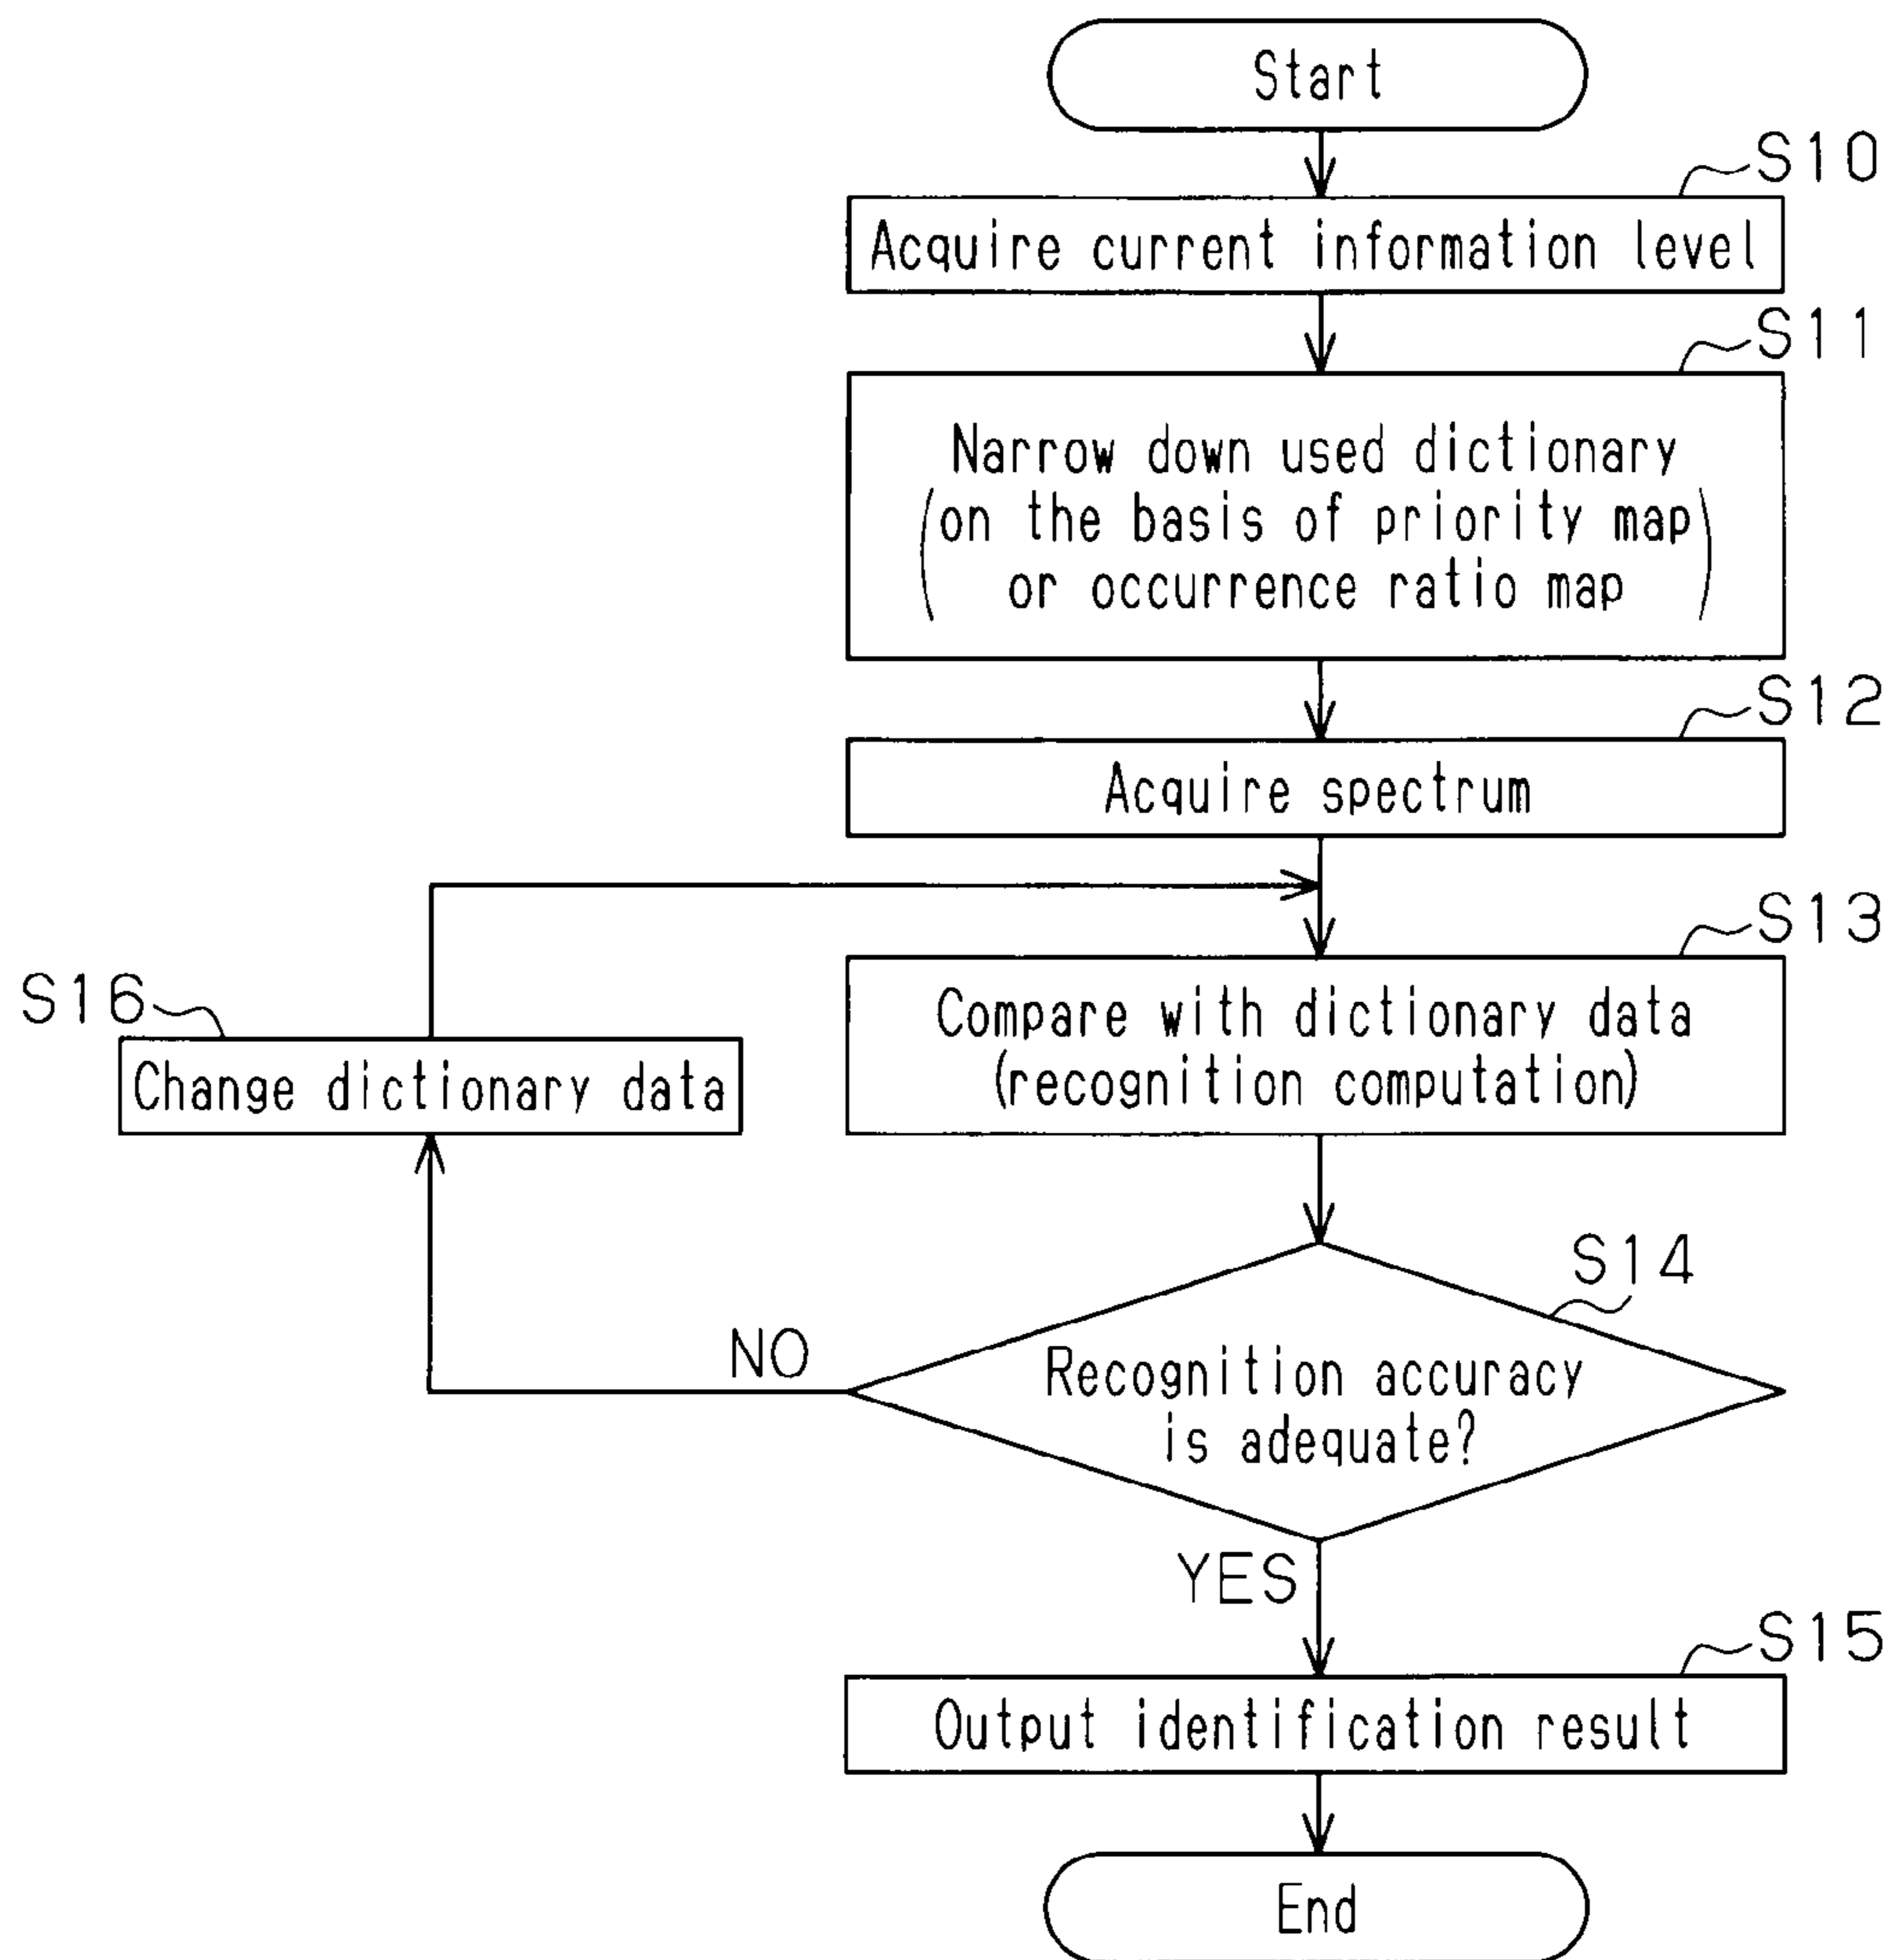 Start
S10
Acquire current information level
S11
Narrow down used dictionary
(on the basis of priority map
or occurrence ratio map)
S12
Acquire spectrum
S13
Compare with dictionary data
(recognition computation)
S16
Change dictionary data
S14
Recognition accuracy
is adequate?
NO
YES
S15
Output identification result
End